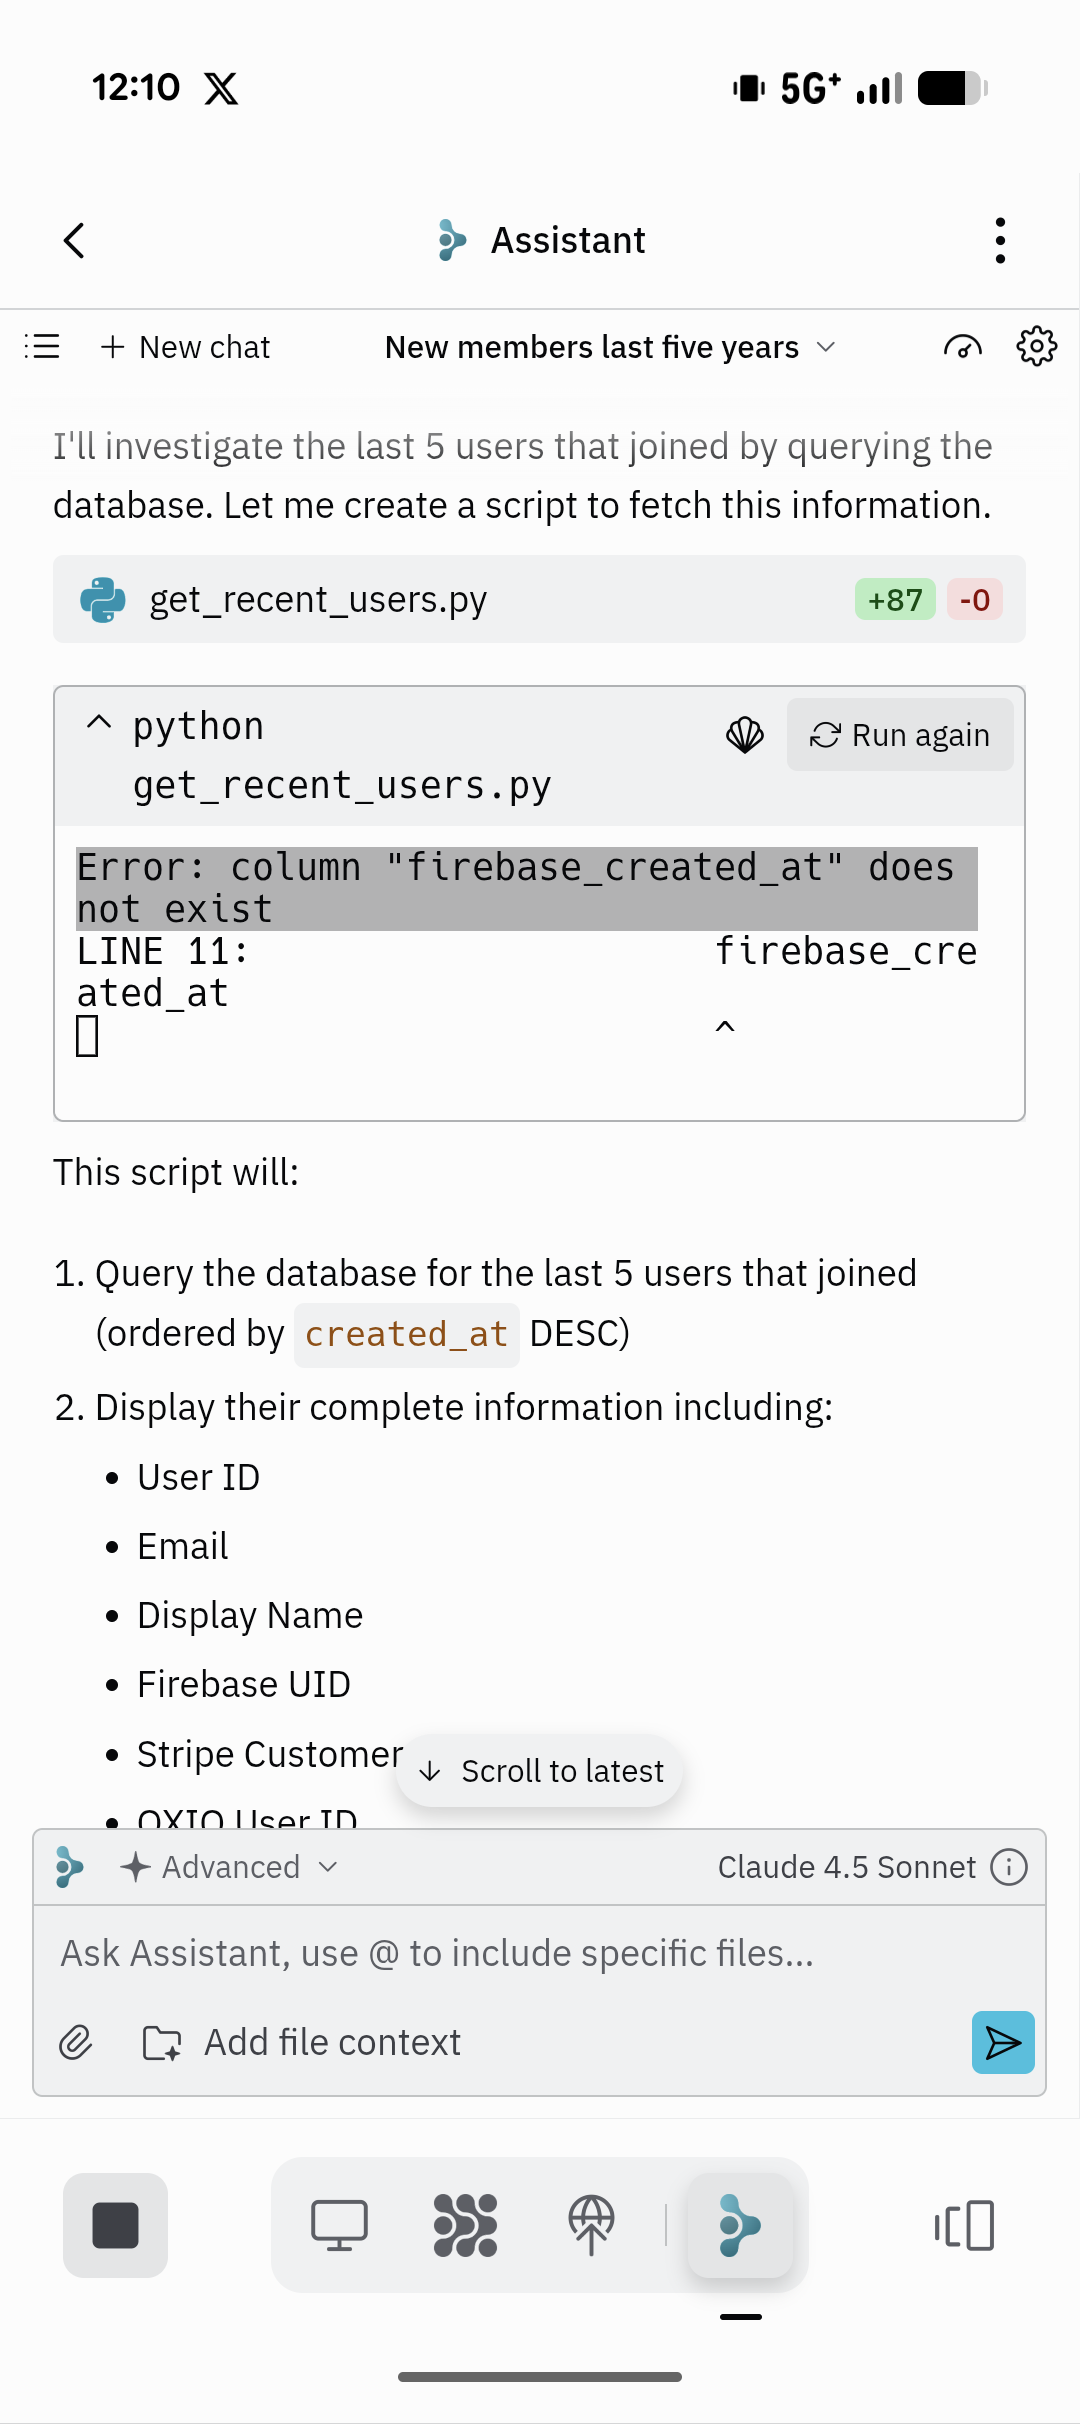 12:10
5G+
Assistant
New chat
New members last five years
I'll investigate the last 5 users that joined by querying the
database. Let me create a script to fetch this information.
get_recent_users.py
+87 -0
python
get_recent_users.py
Run again
Error: column "firebase_created_at" does
not exist
LINE 11: firebase_cre
ated_at
^
This script will:
1. Query the database for the last 5 users that joined
(ordered by created_at DESC)
2. Display their complete information including:
• User ID
• Email
• Display Name
• Firebase UID
• Stripe Customer
Scroll to latest
• OXIO User ID
Advanced
Claude 4.5 Sonnet
Ask Assistant, use @ to include specific files...
Add file context